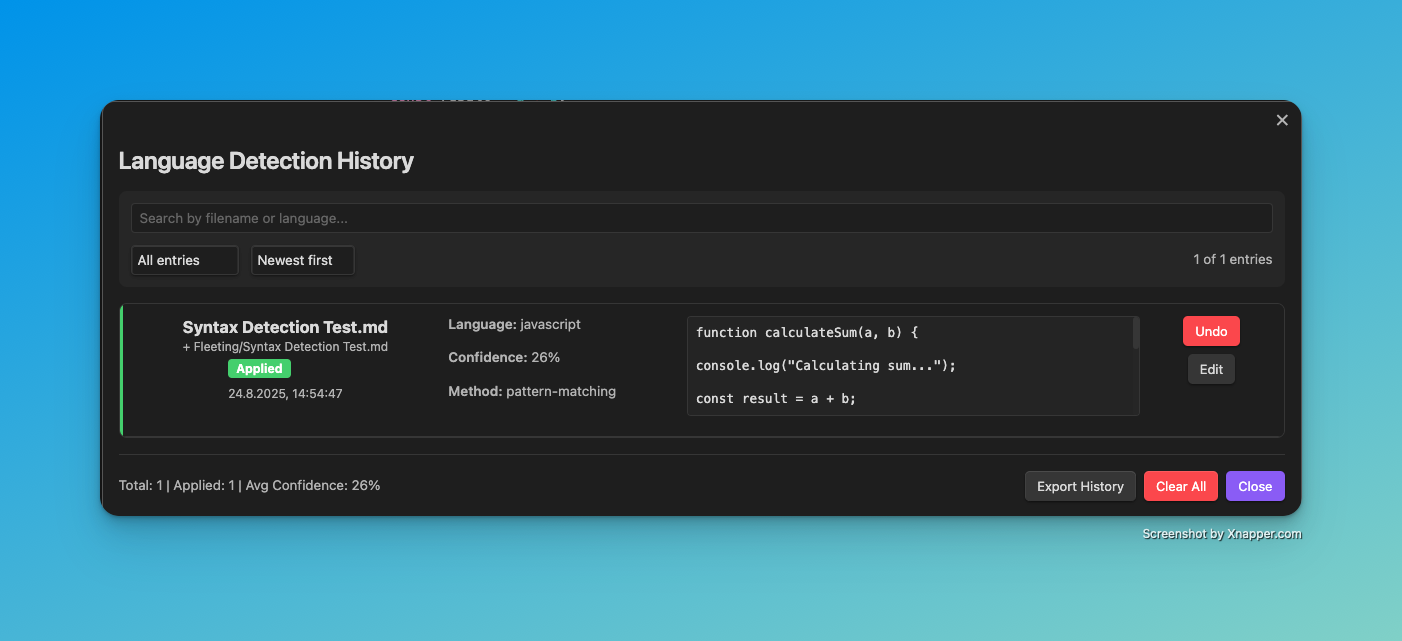 Language Detection History
Search by filename or language...
All entries
Newest first
1 of 1 entries
Syntax Detection Test.md
+ Fleeting/Syntax Detection Test.md
Applied
24.8.2025, 14:54:47
Language: javascript
Confidence: 26%
Method: pattern-matching
function calculateSum(a, b) {
console.log("Calculating sum...");
const result = a + b;
Undo
Edit
Total: 1 | Applied: 1 | Avg Confidence: 26%
Export History
Clear All
Close
Screenshot by Xnapper.com